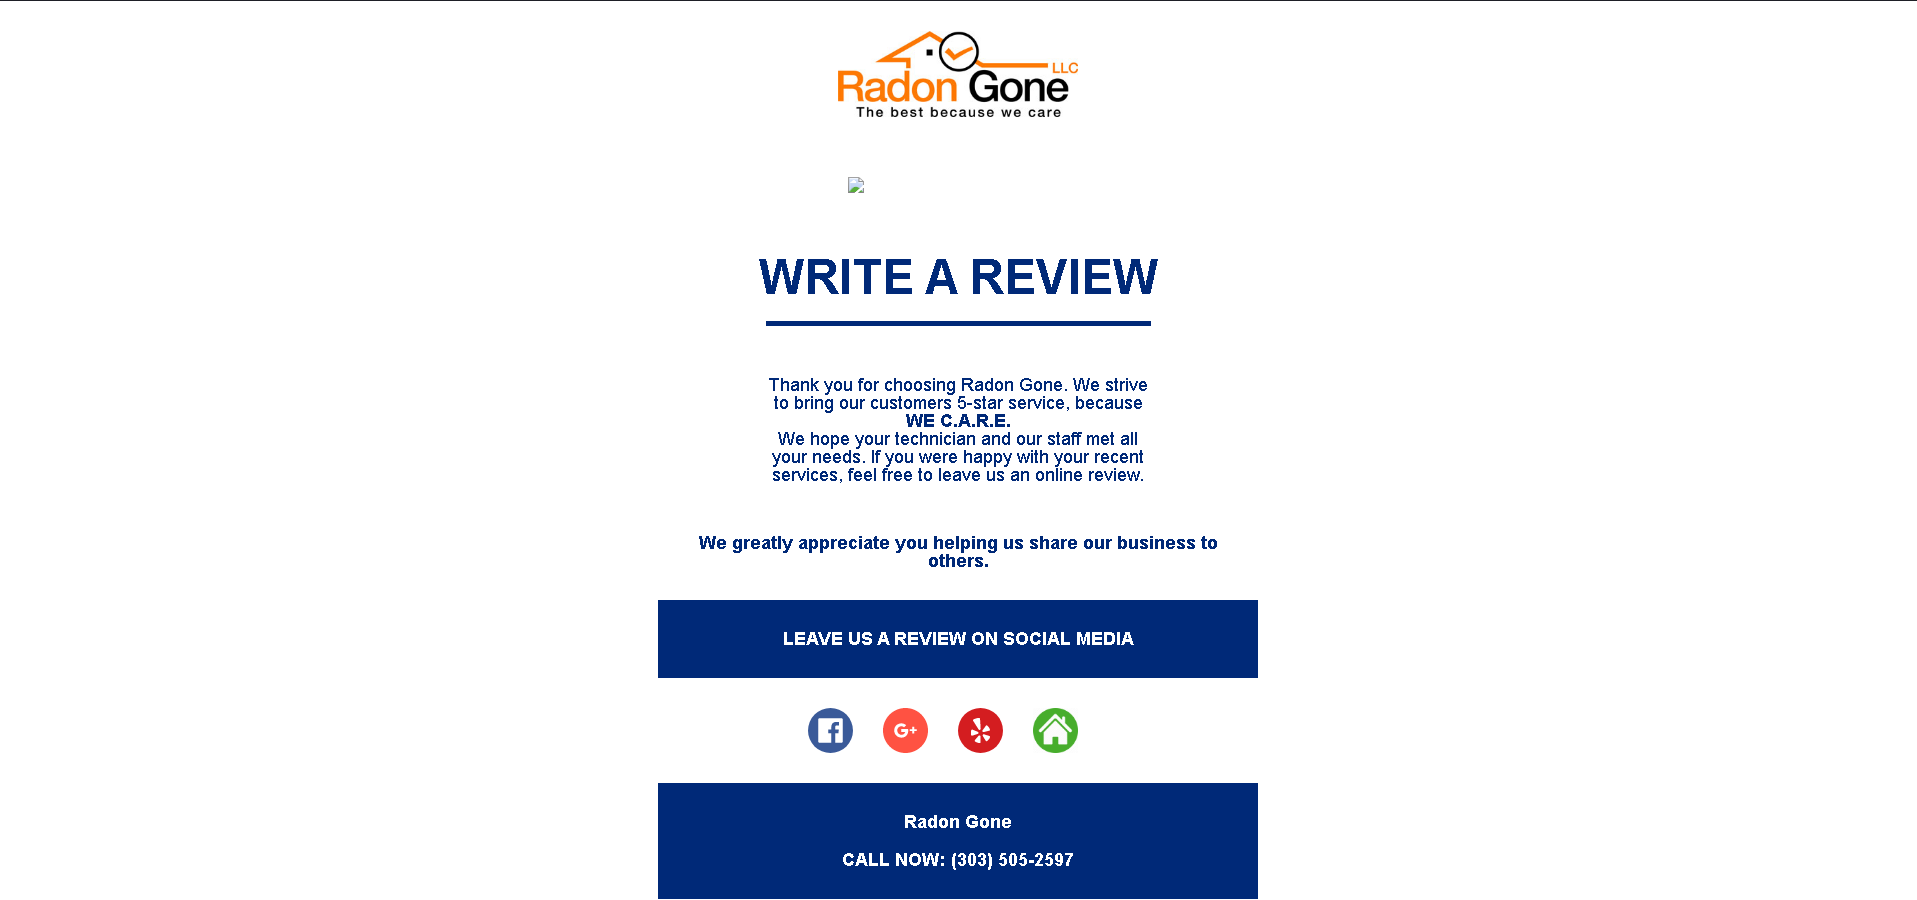 LLC
Radon Gone
The best because we care
WRITE A REVIEW
Thank you for choosing Radon Gone. We strive
to bring our customers 5-star service, because
WE C.A.R.E.
We hope your technician and our staff met all
your needs. If you were happy with your recent
services, feel free to leave us an online review.
We greatly appreciate you helping us share our business to
others.
LEAVE US A REVIEW ON SOCIAL MEDIA
G+
Radon Gone
CALL NOW: (303) 505-2597